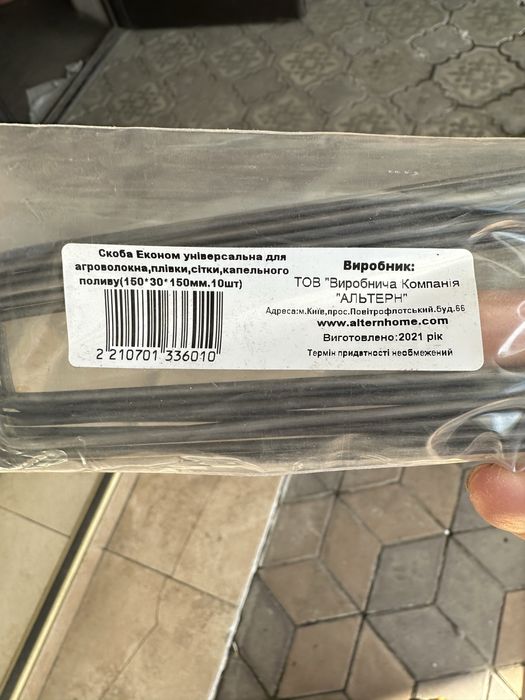 Скоба Економ універсальна для
агроволокна,плівки,сітки,капельного
поливу(150*30*150мм.10шт)
2 210701 336010
Виробник:
ТОВ "Виробнича Компанія
"АЛЬТЕРН"
Адреса:м.Київ,прос.Повітрофлотський.Буд.66
www.alternhome.com
Виготовлено:2021 рік
Термін придатності необмежений